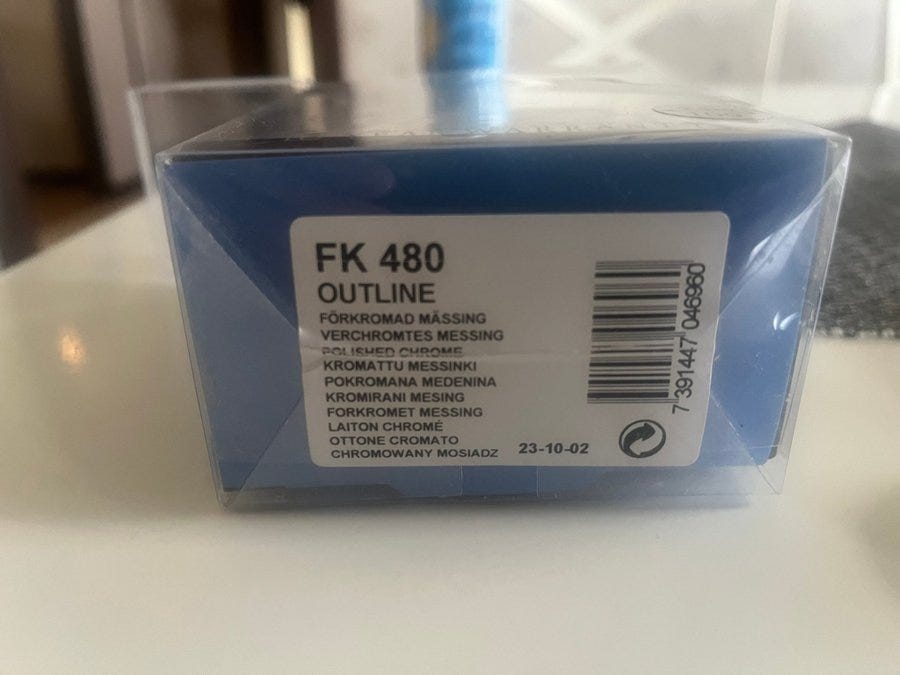 FK 480
OUTLINE
FÖRKROMAD MÄSSING
VERCHROMTES MESSING
POLISHED CHROME
KROMATTU MESSINKI
POKROMANA MEDENINA
KROMIRANI MESING
FORKROMET MESSING
LAITON CHROMÉ
OTTONE CROMATO
CHROMOWANY MOSIADZ
23-10-02
7 391447 046960